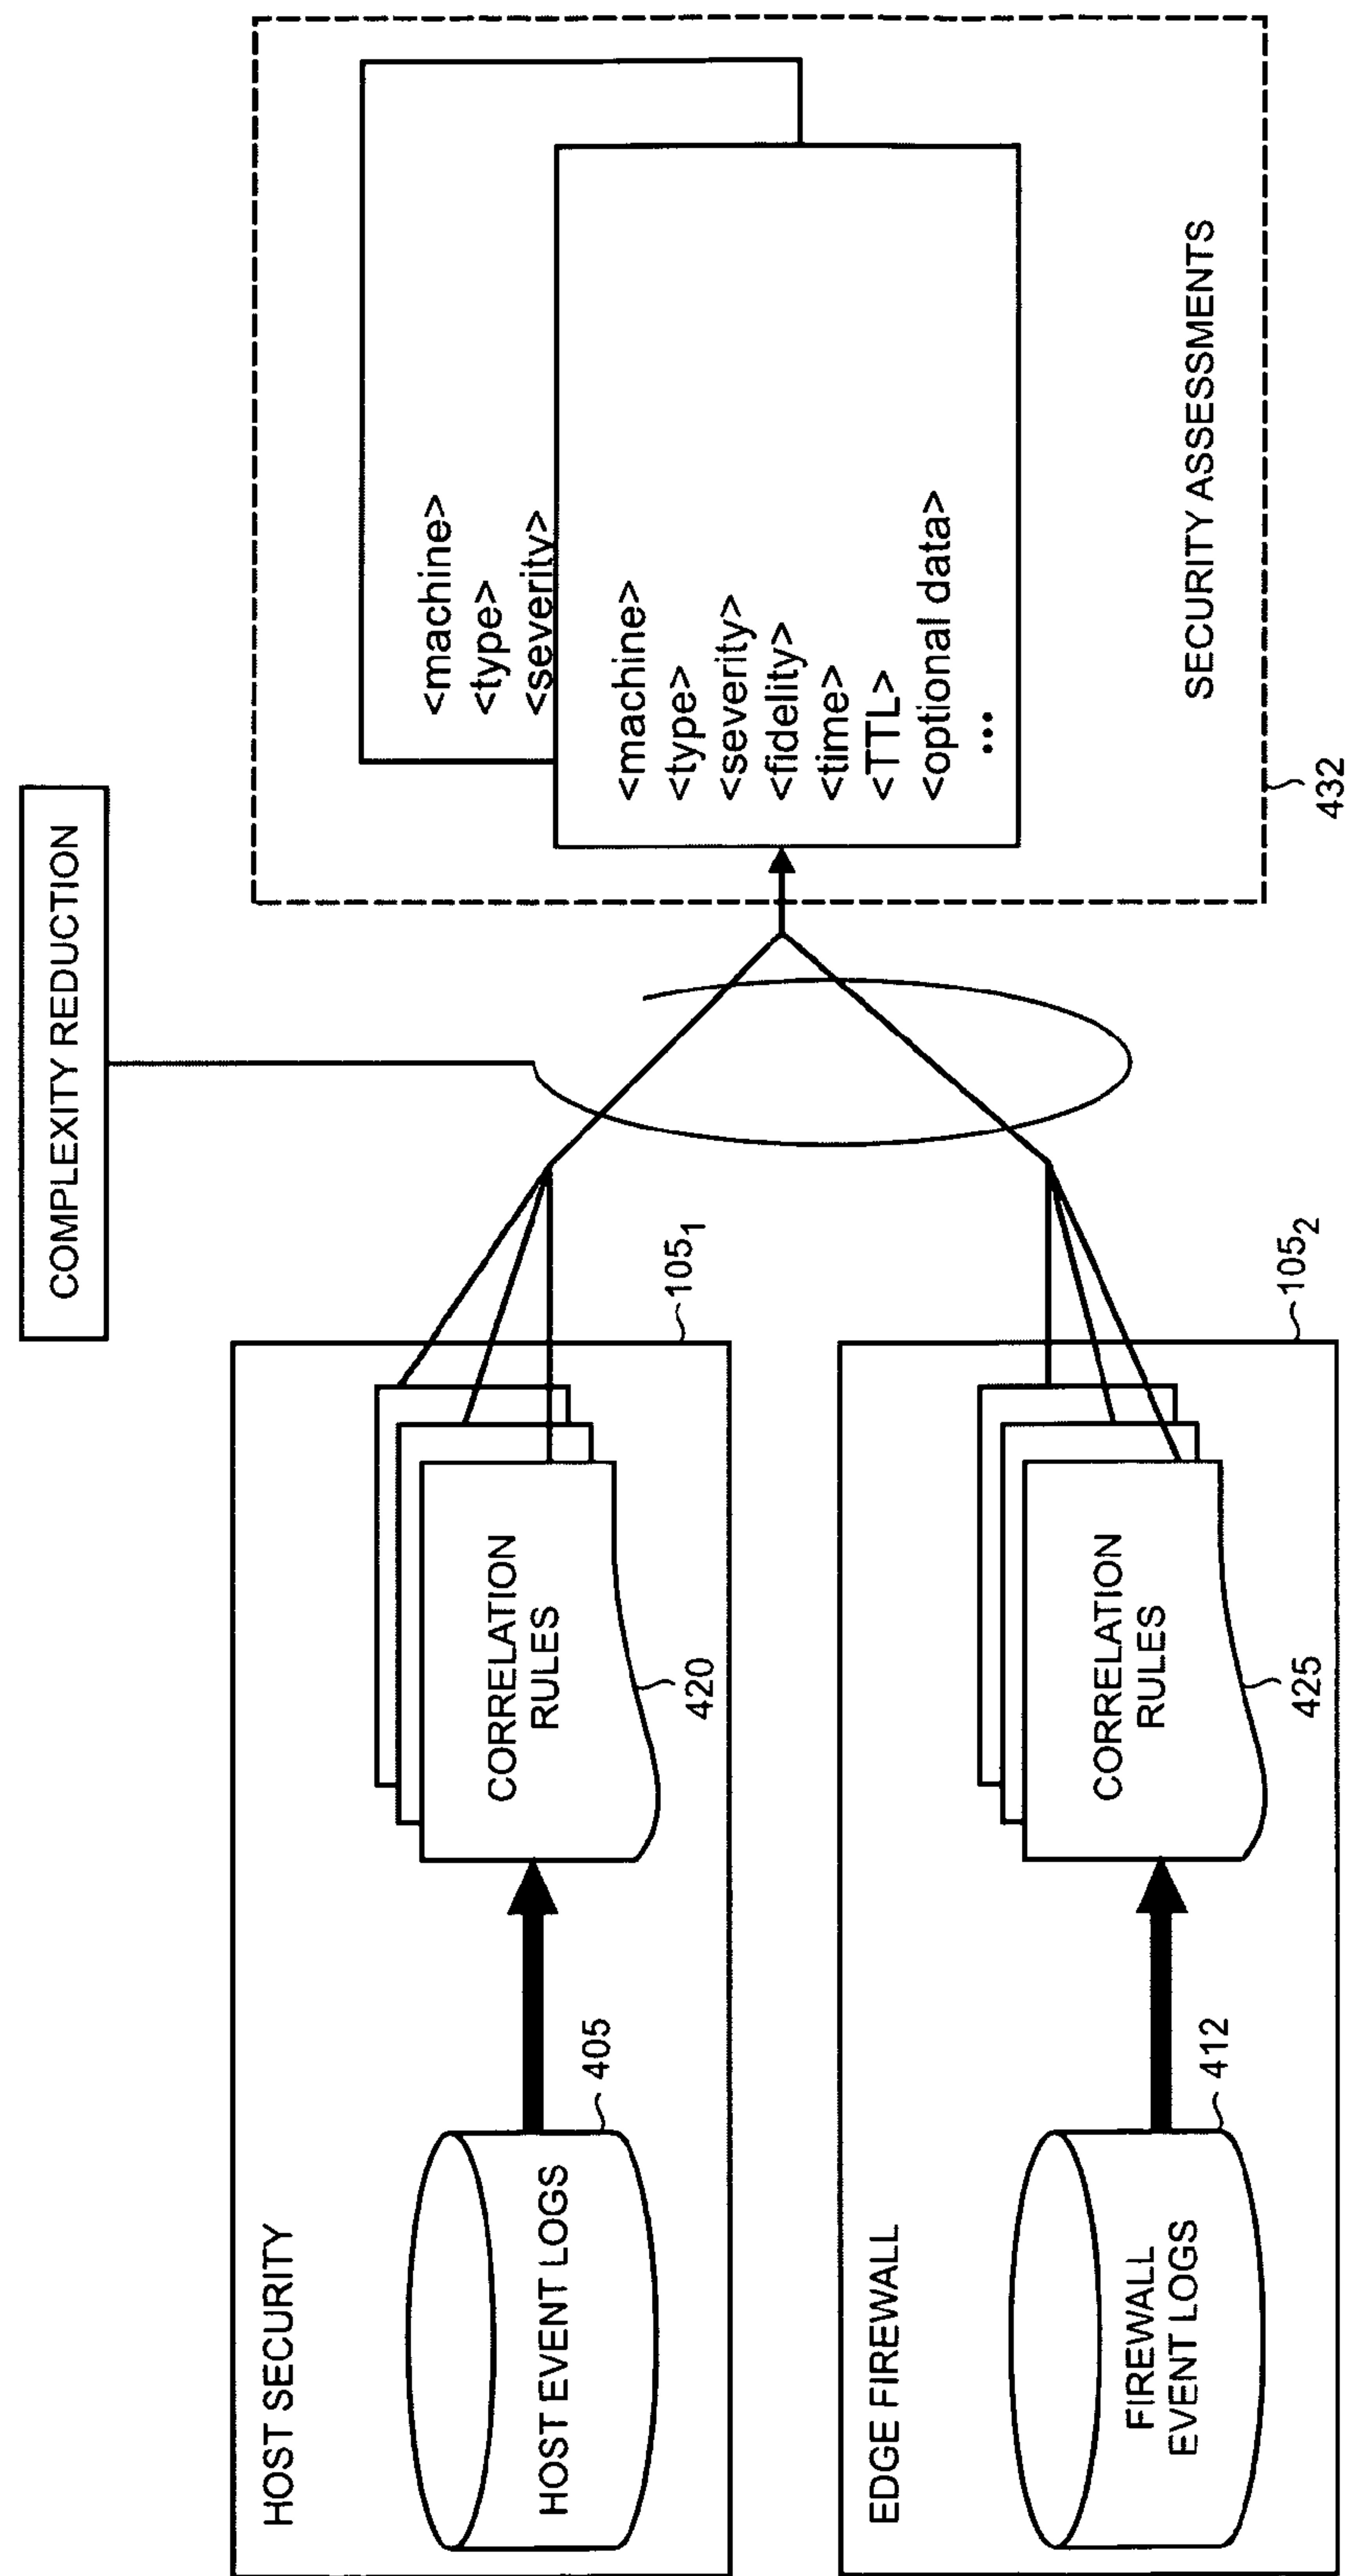 COMPLEXITY REDUCTION
HOST SECURITY
HOST EVENT LOGS
405
CORRELATION
RULES
420
105₁
EDGE FIREWALL
FIREWALL
EVENT LOGS
412
CORRELATION
RULES
425
105₂
<machine>
<type>
<severity>
<machine>
<type>
<severity>
<fidelity>
<time>
<TTL>
<optional data>
...
SECURITY ASSESSMENTS
432